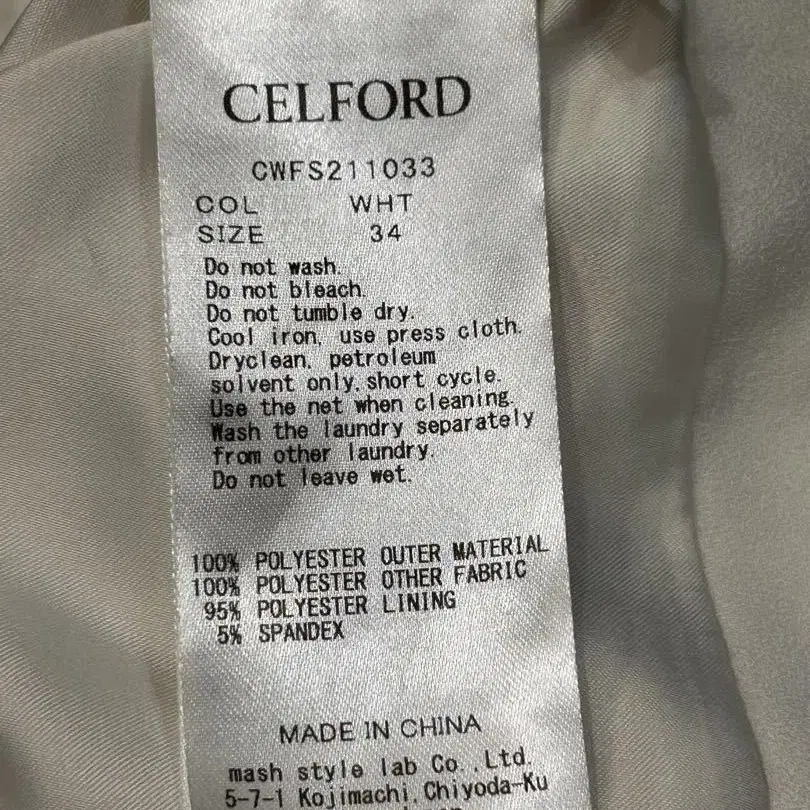 CELFORD
CWFS211033
COL WHT
SIZE 34
Do not wash.
Do not bleach.
Do not tumble dry.
Cool iron, use press cloth.
Dryclean, petroleum
solvent only, short cycle.
Use the net when cleaning.
Wash the laundry separately
from other laundry.
Do not leave wet.
100% POLYESTER OUTER MATERIAL
100% POLYESTER OTHER FABRIC
95% POLYESTER LINING
5% SPANDEX
MADE IN CHINA
mash style lab Co., Ltd.
5-7-1 Kojimachi, Chiyoda-Ku